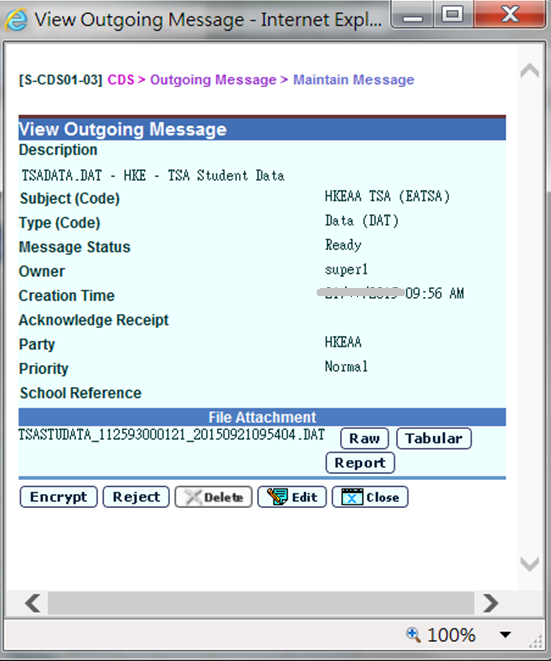 View Outgoing Message - Internet Expl...
[S-CDS01-03] CDS > Outgoing Message > Maintain Message
View Outgoing Message
Description
TSADATA.DAT - HKE - TSA Student Data
Subject (Code) HKEAA TSA (EATSA)
Type (Code) Data (DAT)
Message Status Ready
Owner super1
Creation Time 09:56 AM
Acknowledge Receipt
Party HKEAA
Priority Normal
School Reference
File Attachment
TSASTUDATA_112593000121_20150921095404.DAT Raw Tabular
Report
Encrypt Reject Delete Edit Close
100%